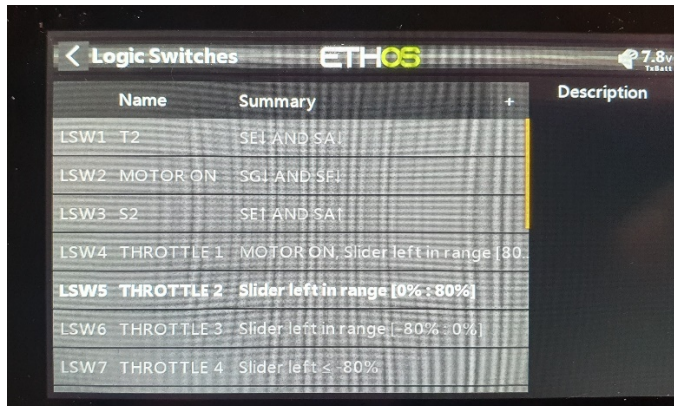 Logic Switches ETHOS 7.8v
TxBatt
Name Summary + Description
LSW1 T2 SE↓ AND SA↓
LSW2 MOTOR ON SG↓ AND SF↓
LSW3 S2 SE↑ AND SA↑
LSW4 THROTTLE 1 MOTOR ON, Slider left in range [80...
LSW5 THROTTLE 2 Slider left in range [0% : 80%]
LSW6 THROTTLE 3 Slider left in range [-80% : 0%]
LSW7 THROTTLE 4 Slider left ≤ -80%